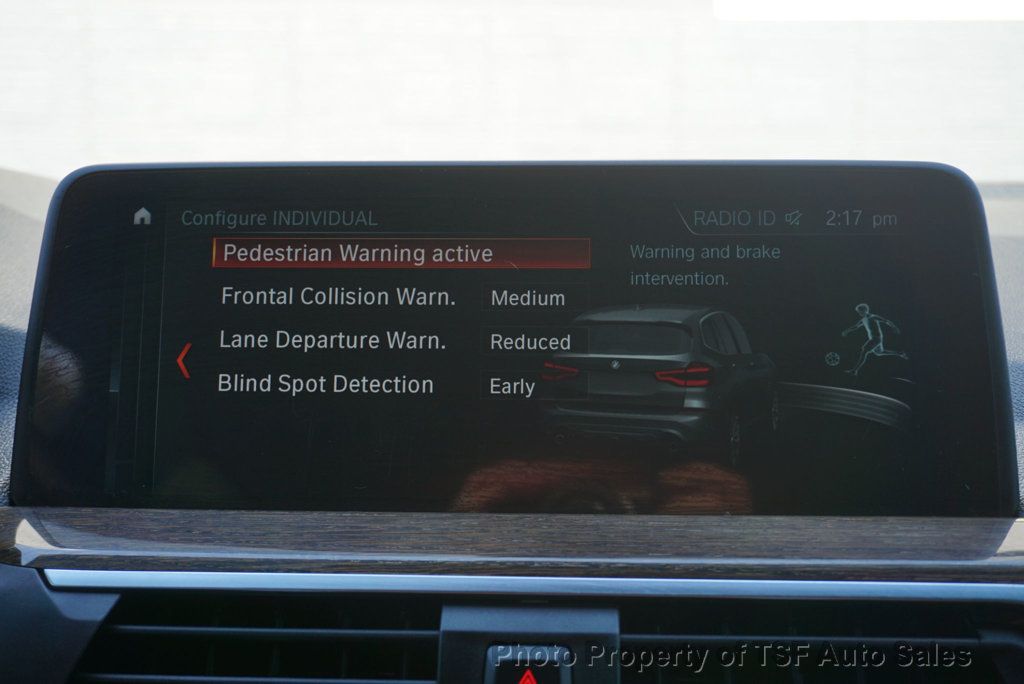 Configure INDIVIDUAL
RADIO ID 2:17 pm
Pedestrian Warning active
Warning and brake
intervention.
Frontal Collision Warn. Medium
Lane Departure Warn. Reduced
Blind Spot Detection Early
Photo Property of TSF Auto Sales